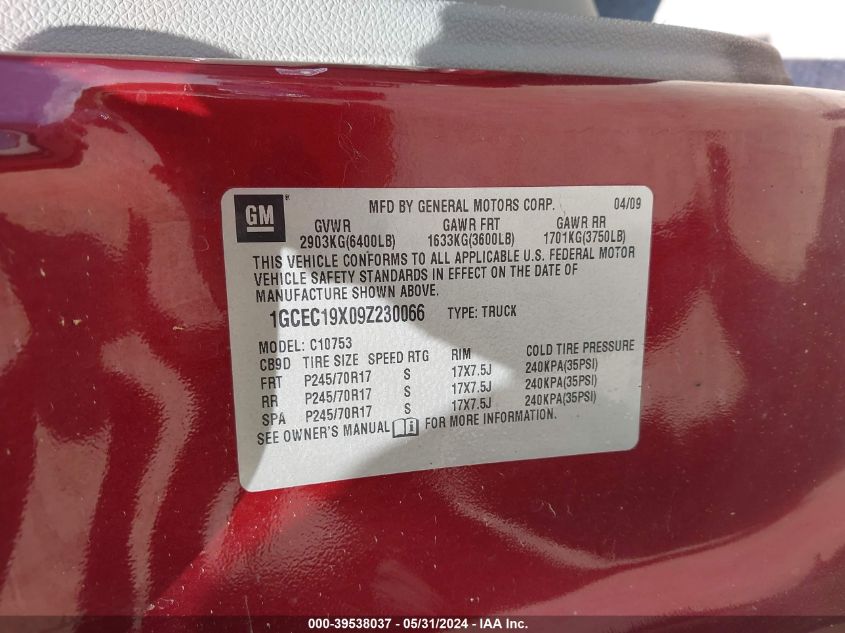 GM ® MFD BY GENERAL MOTORS CORP. 04/09
GVWR GAWR FRT GAWR RR
2903KG(6400LB) 1633KG(3600LB) 1701KG(3750LB)
THIS VEHICLE CONFORMS TO ALL APPLICABLE U.S. FEDERAL MOTOR
VEHICLE SAFETY STANDARDS IN EFFECT ON THE DATE OF
MANUFACTURE SHOWN ABOVE.
1GCEC19X09Z230066 TYPE: TRUCK
MODEL: C10753
CB9D TIRE SIZE SPEED RTG RIM COLD TIRE PRESSURE
FRT P245/70R17 S 17X7.5J 240KPA(35PSI)
RR P245/70R17 S 17X7.5J 240KPA(35PSI)
SPA P245/70R17 S 17X7.5J 240KPA(35PSI)
SEE OWNER'S MANUAL i FOR MORE INFORMATION.
000-39538037 - 05/31/2024 - IAA Inc.